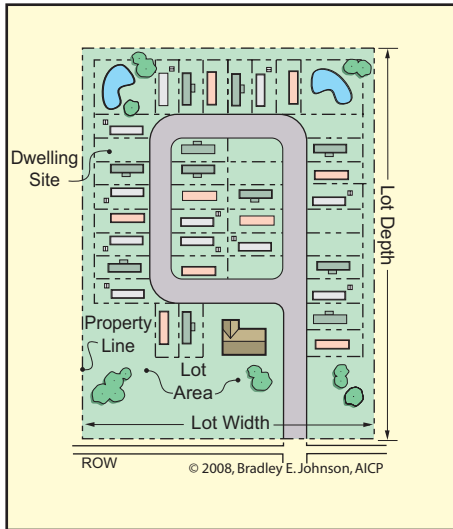 Dwelling
Site
Lot Depth
Property
Line
Lot
Area
Lot Width
ROW
© 2008, Bradley E. Johnson, AICP